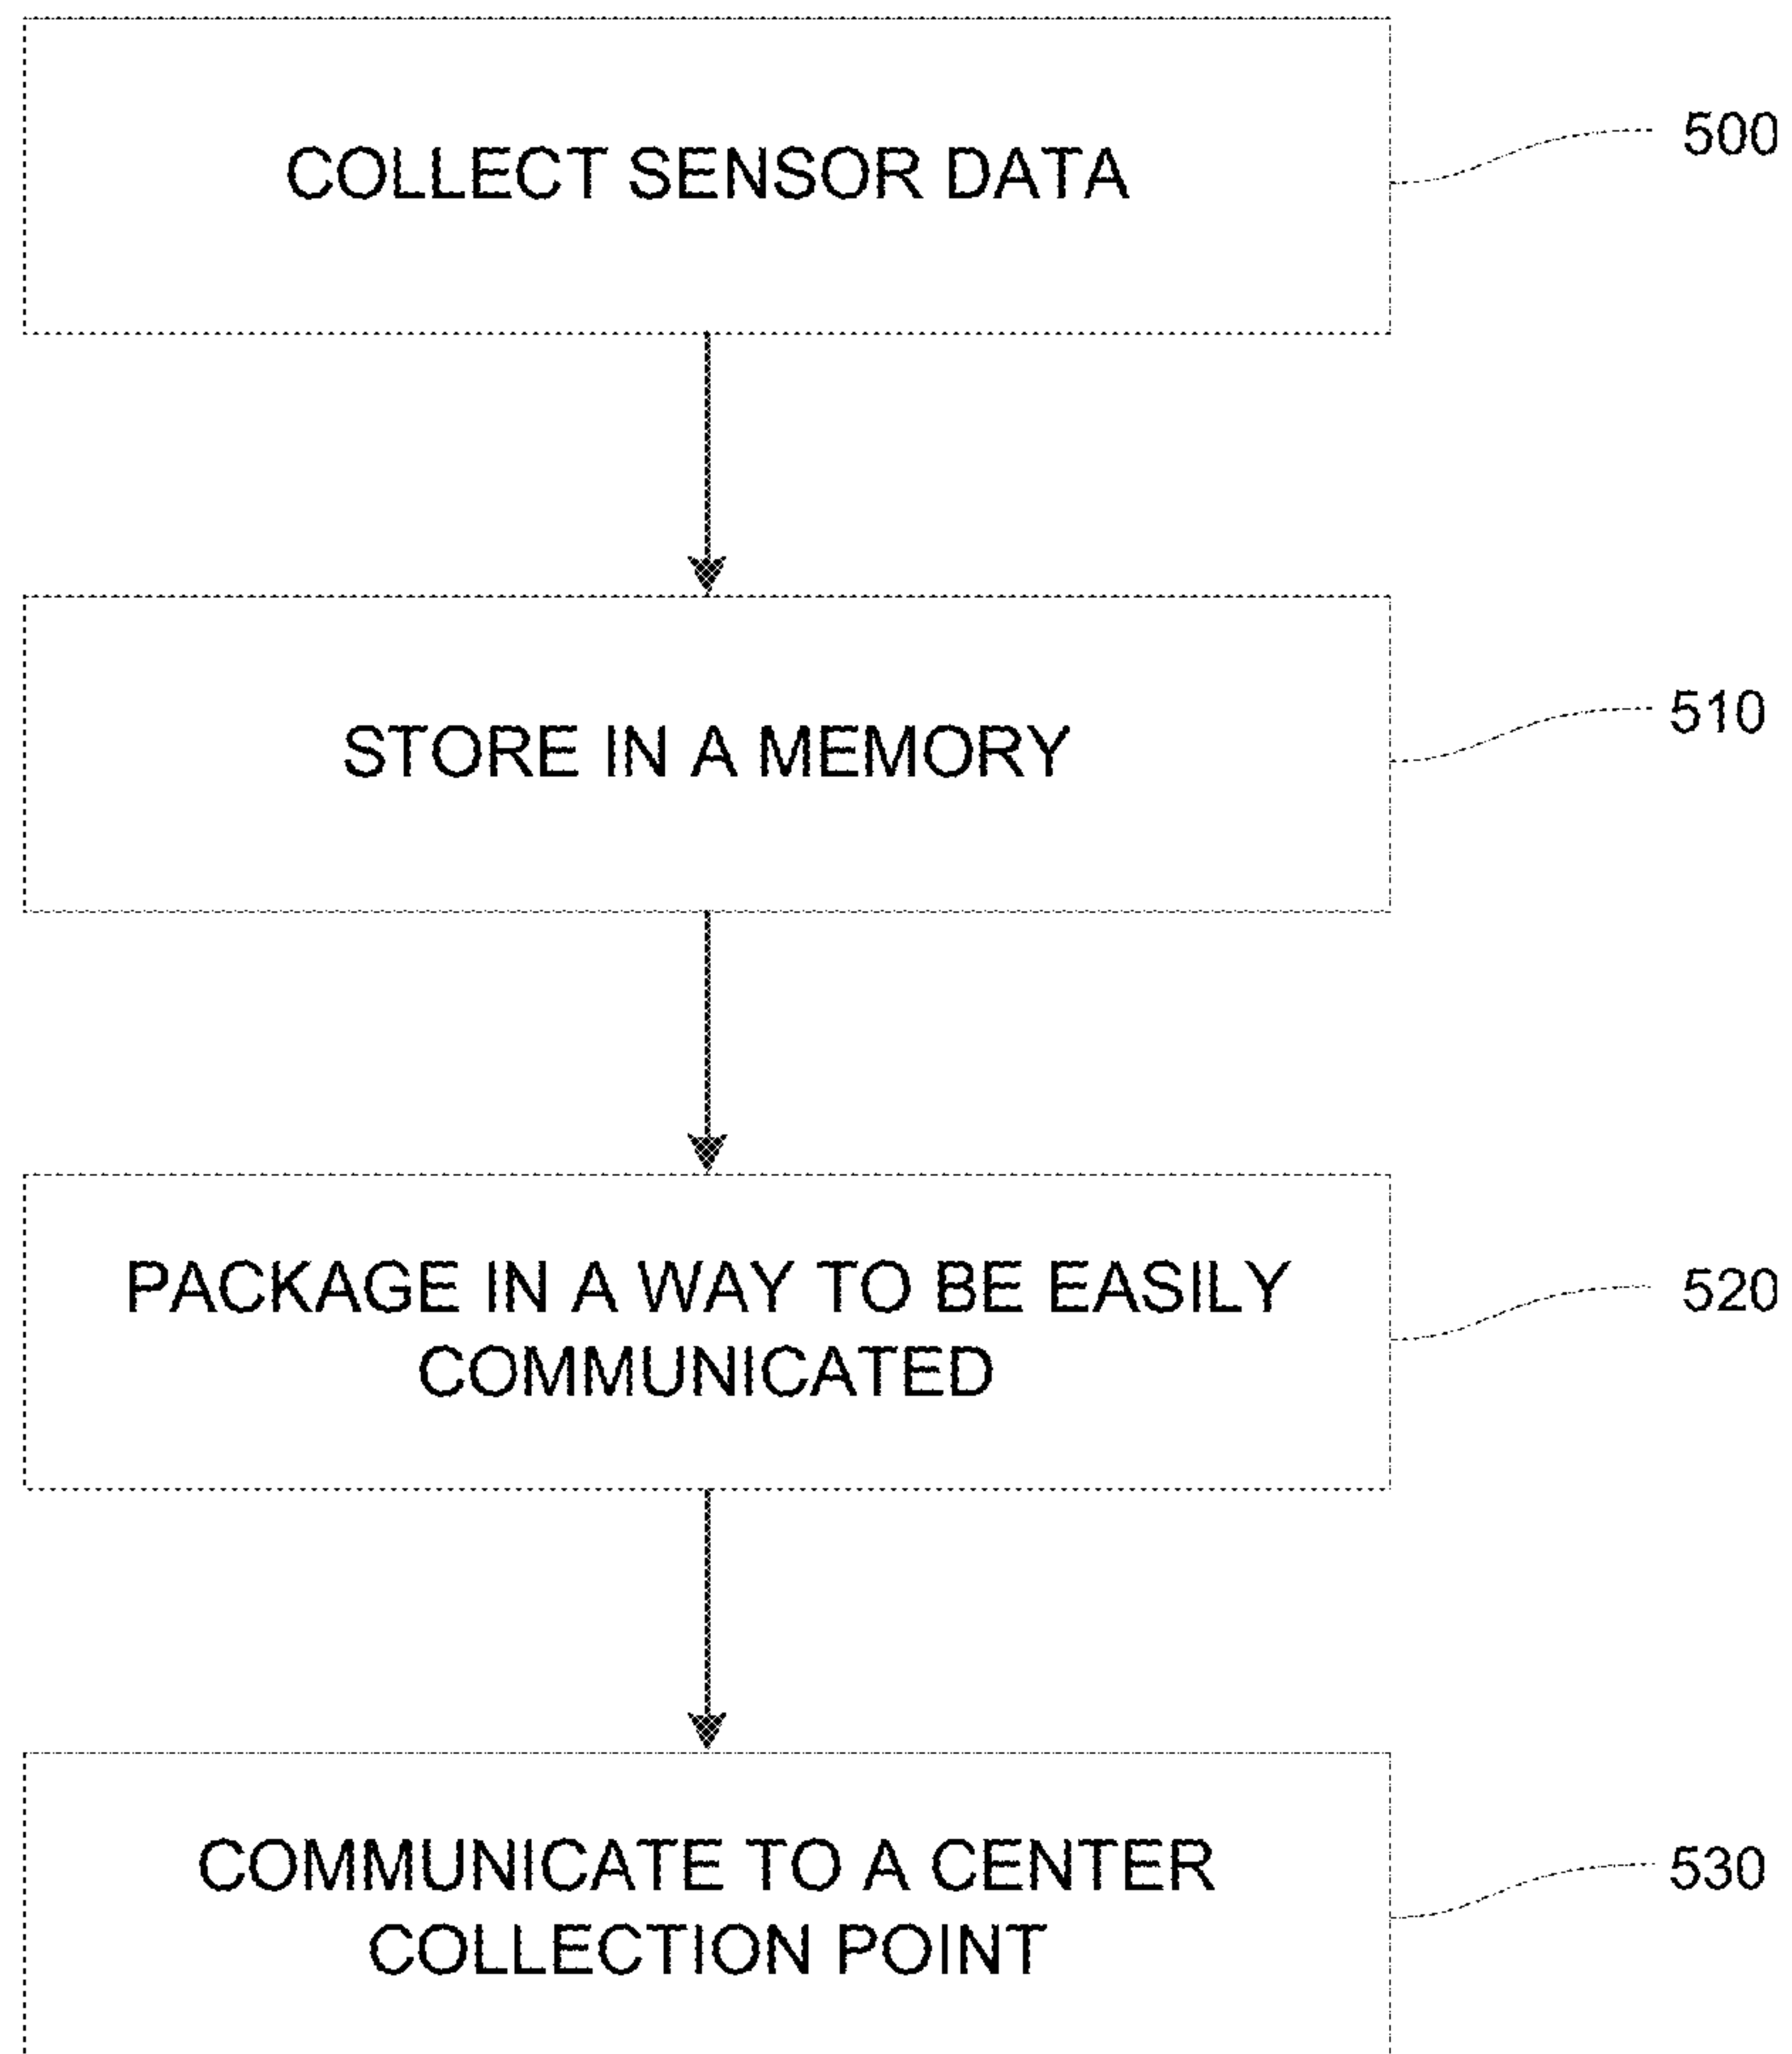 COLLECT SENSOR DATA
500
STORE IN A MEMORY
510
PACKAGE IN A WAY TO BE EASILY
COMMUNICATED
520
COMMUNICATE TO A CENTER
COLLECTION POINT
530